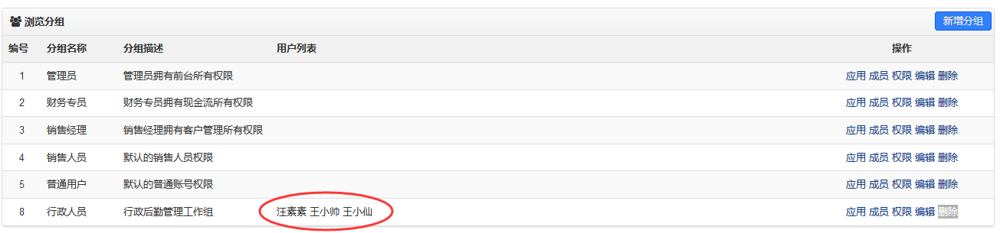 浏览分组 新增分组
编号 分组名称 分组描述 用户列表 操作
1 管理员 管理员拥有前台所有权限 应用 成员 权限 编辑 删除
2 财务专员 财务专员拥有现金流所有权限 应用 成员 权限 编辑 删除
3 销售经理 销售经理拥有客户管理所有权限 应用 成员 权限 编辑 删除
4 销售人员 默认的销售人员权限 应用 成员 权限 编辑 删除
5 普通用户 默认的普通账号权限 应用 成员 权限 编辑 删除
8 行政人员 行政后勤管理工作组 汪素素 王小帅 王小仙 应用 成员 权限 编辑 删除